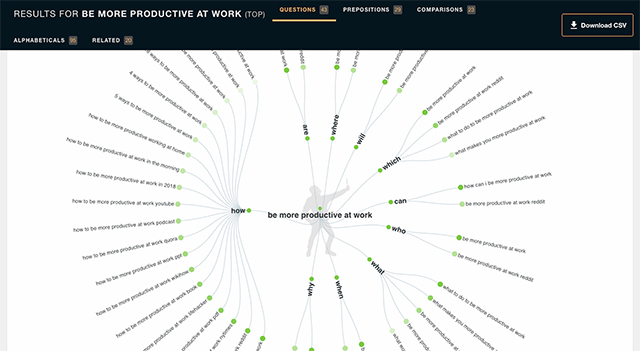 RESULTS FOR BE MORE PRODUCTIVE AT WORK (TOP)
QUESTIONS 43
PREPOSITIONS 29
COMPARISONS 23
Download CSV
ALPHABETICALS 95
RELATED 20
be more productive at work
are
where
will
which
can
who
what
when
why
how
be more productive at work
be more productive at work reddit
what to do to be more productive at work
what makes you more productive at work
how can i be more productive at work
be more productive at work reddit
be more productive at work
be more productive at work reddit
what to do to be more productive at work
what makes you more productive at work
be more productive at work
4 ways to be more productive at work
5 ways to be more productive at work
how to be more productive working at home
how to be more productive at work in the morning
how to be more productive at work in 2018
how to be more productive at work youtube
how to be more productive at work podcast
how to be more productive at work quora
how to be more productive at work ppt
how to be more productive at work wikihow
how to be more productive at work book
how to be more productive at work lifehacker
how to be more productive at work pdf